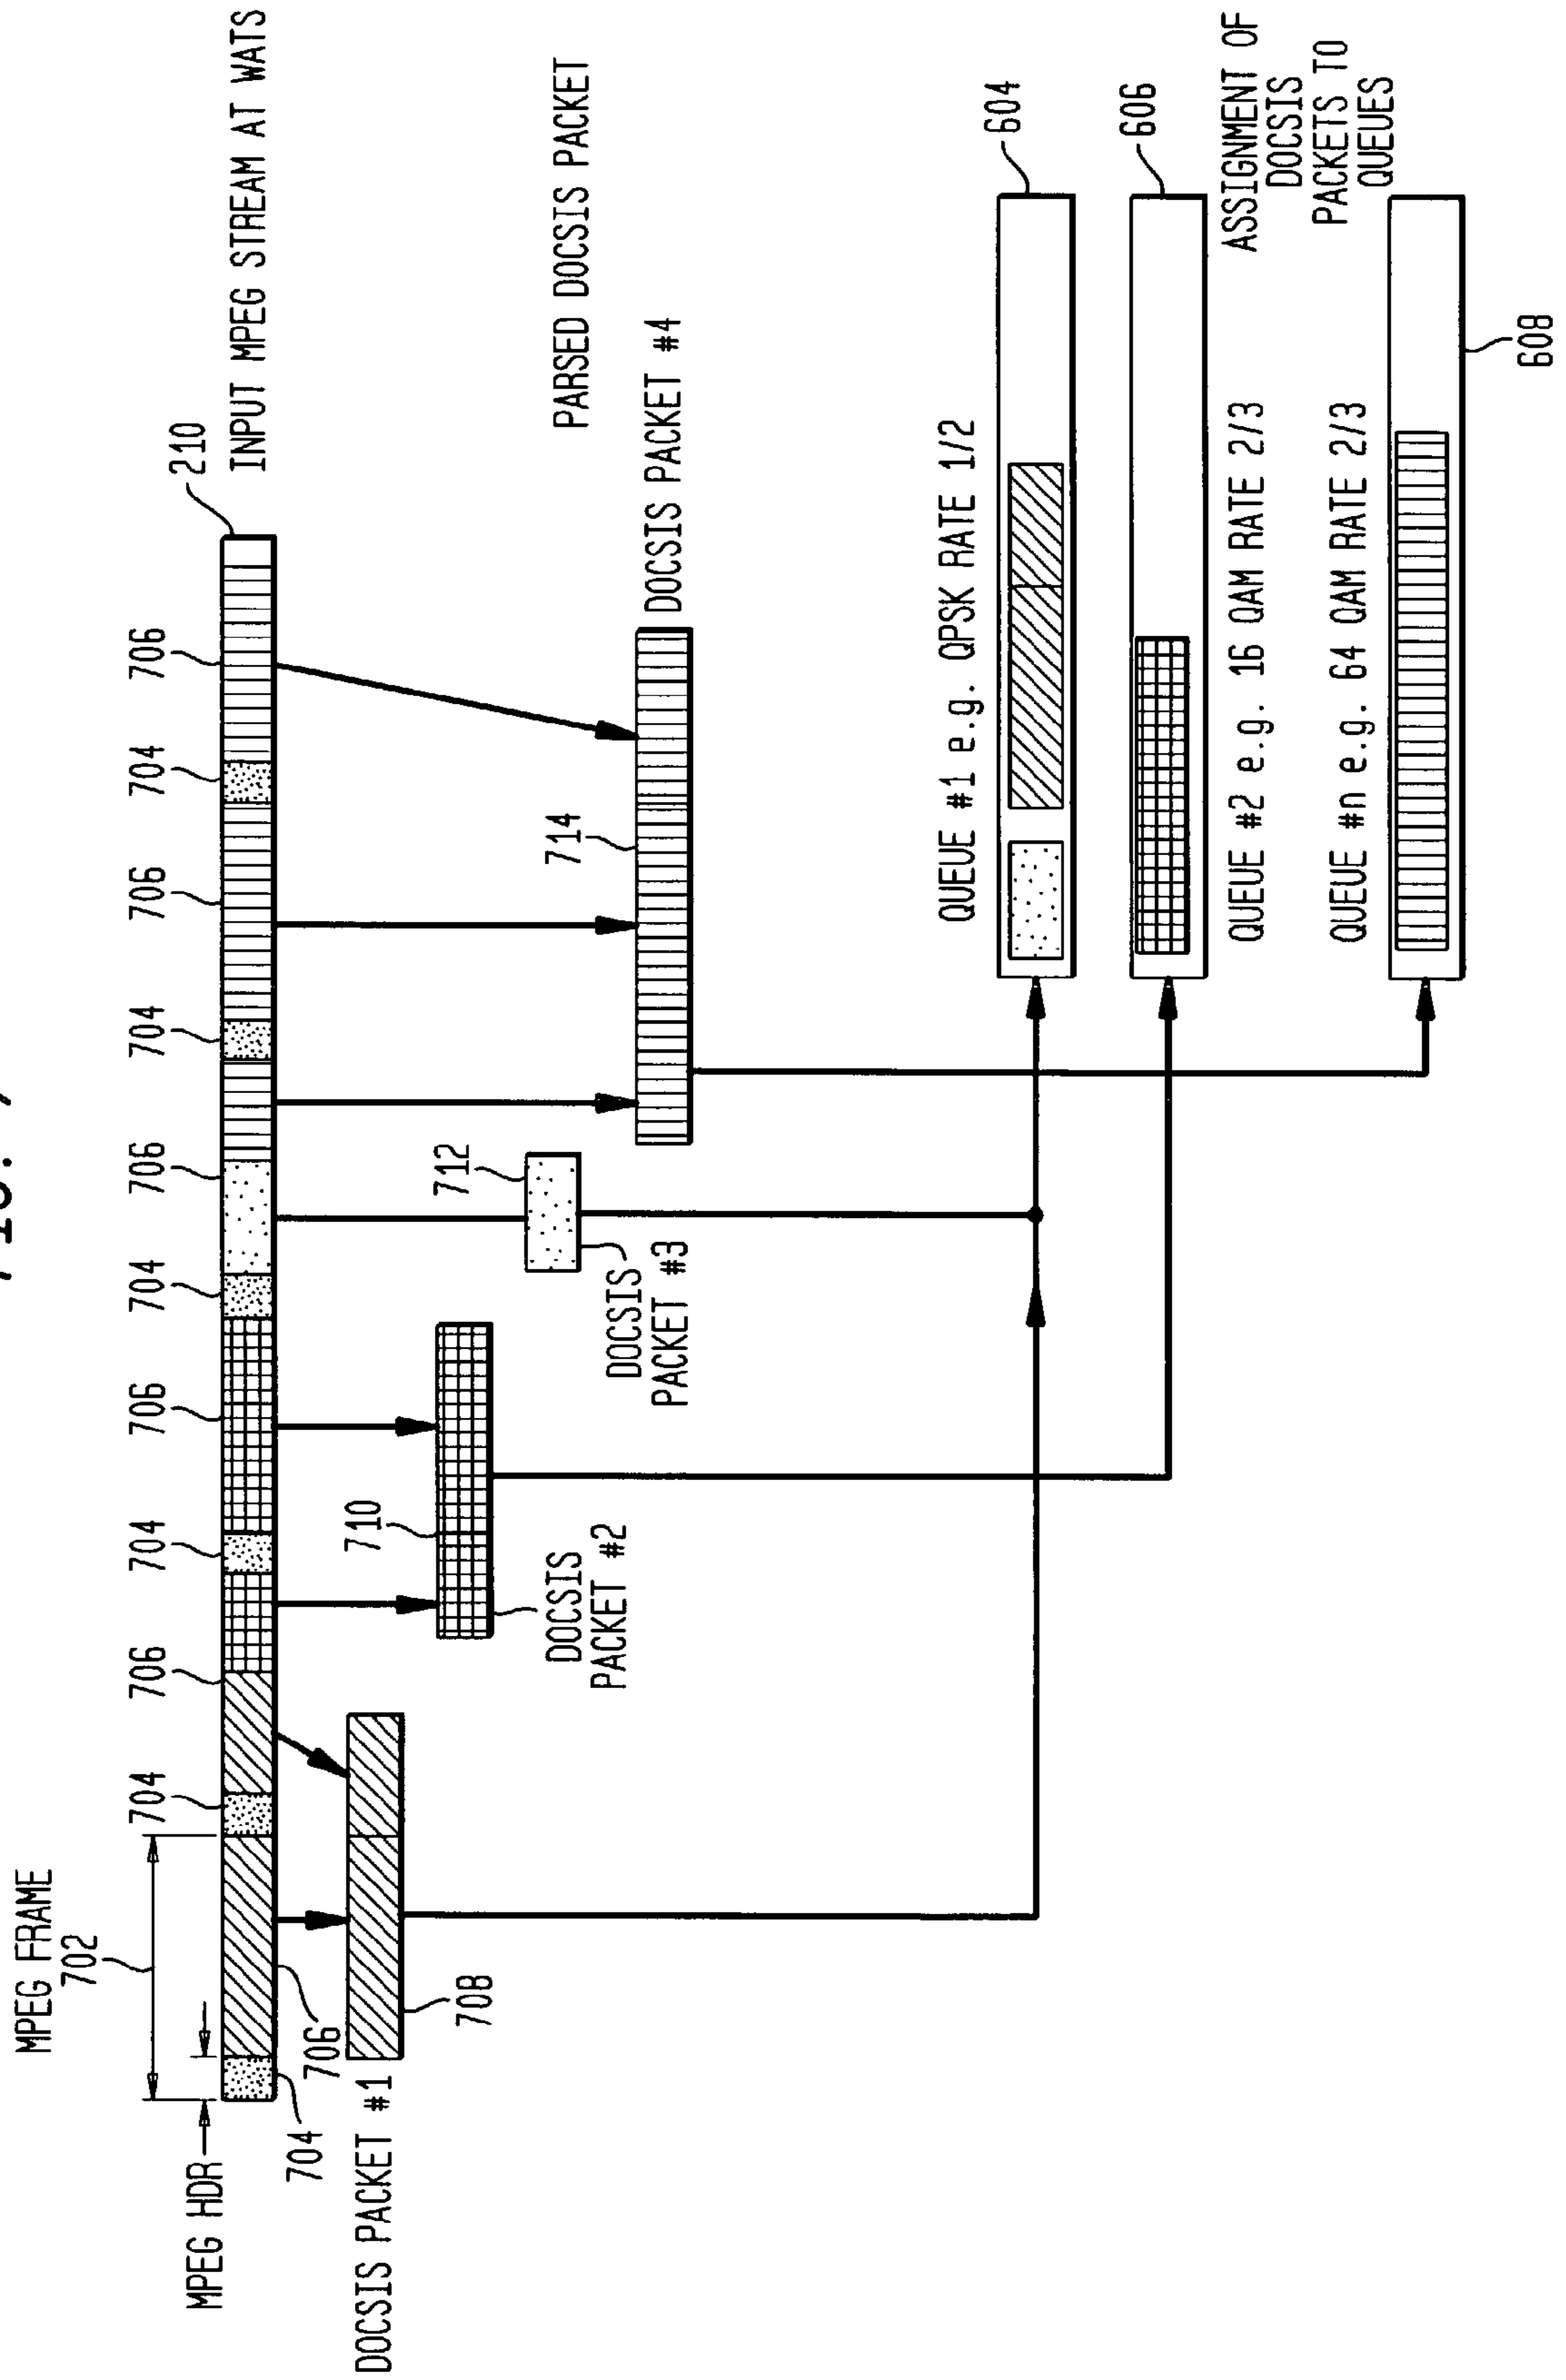 FIG. 7
MPEG FRAME
702
MPEG HDR
704
706
704
706
704
706
704
706
704
706
704
706
210
INPUT MPEG STREAM AT WATS
DOCSIS PACKET #1
708
710
DOCSIS
PACKET #2
712
DOCSIS
PACKET #3
714
DOCSIS PACKET #4
PARSED DOCSIS PACKET
QUEUE #1 e.g. QPSK RATE 1/2
604
606
QUEUE #2 e.g. 16 QAM RATE 2/3
ASSIGNMENT OF
DOCSIS
PACKETS TO
QUEUES
QUEUE #n e.g. 64 QAM RATE 2/3
608